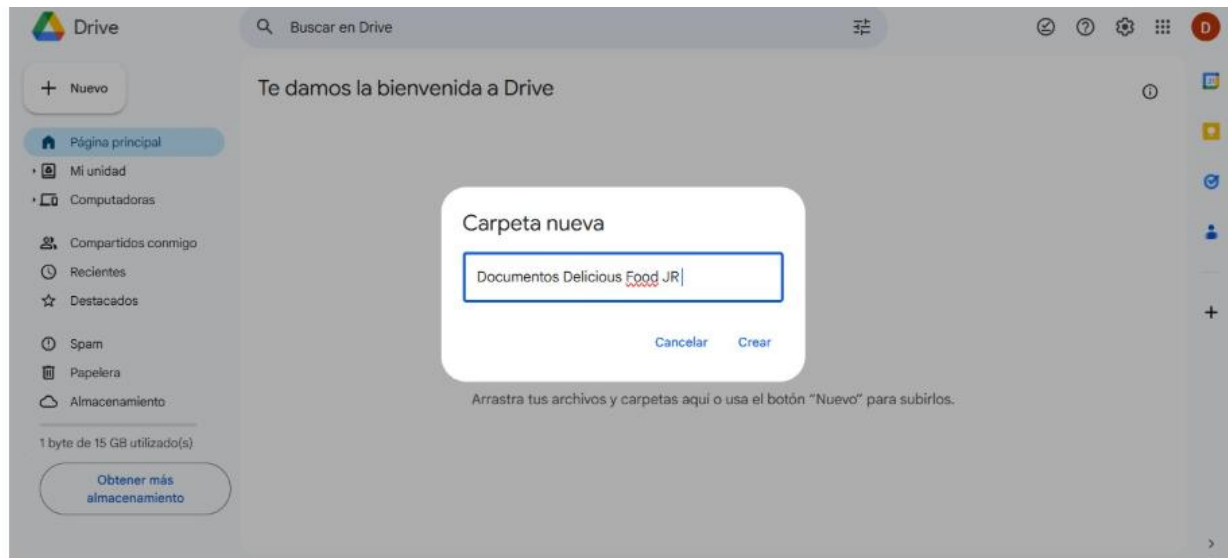 Drive
Buscar en Drive
D
Nuevo
Te damos la bienvenida a Drive
Página principal
Mi unidad
Computadoras
Compartidos conmigo
Recientes
Destacados
Spam
Papelera
Almacenamiento
1 byte de 15 GB utilizado(s)
Obtener más
almacenamiento
Carpeta nueva
Documentos Delicious Food JR
Cancelar Crear
Arrastra tus archivos y carpetas aquí o usa el botón "Nuevo" para subirlos.
31